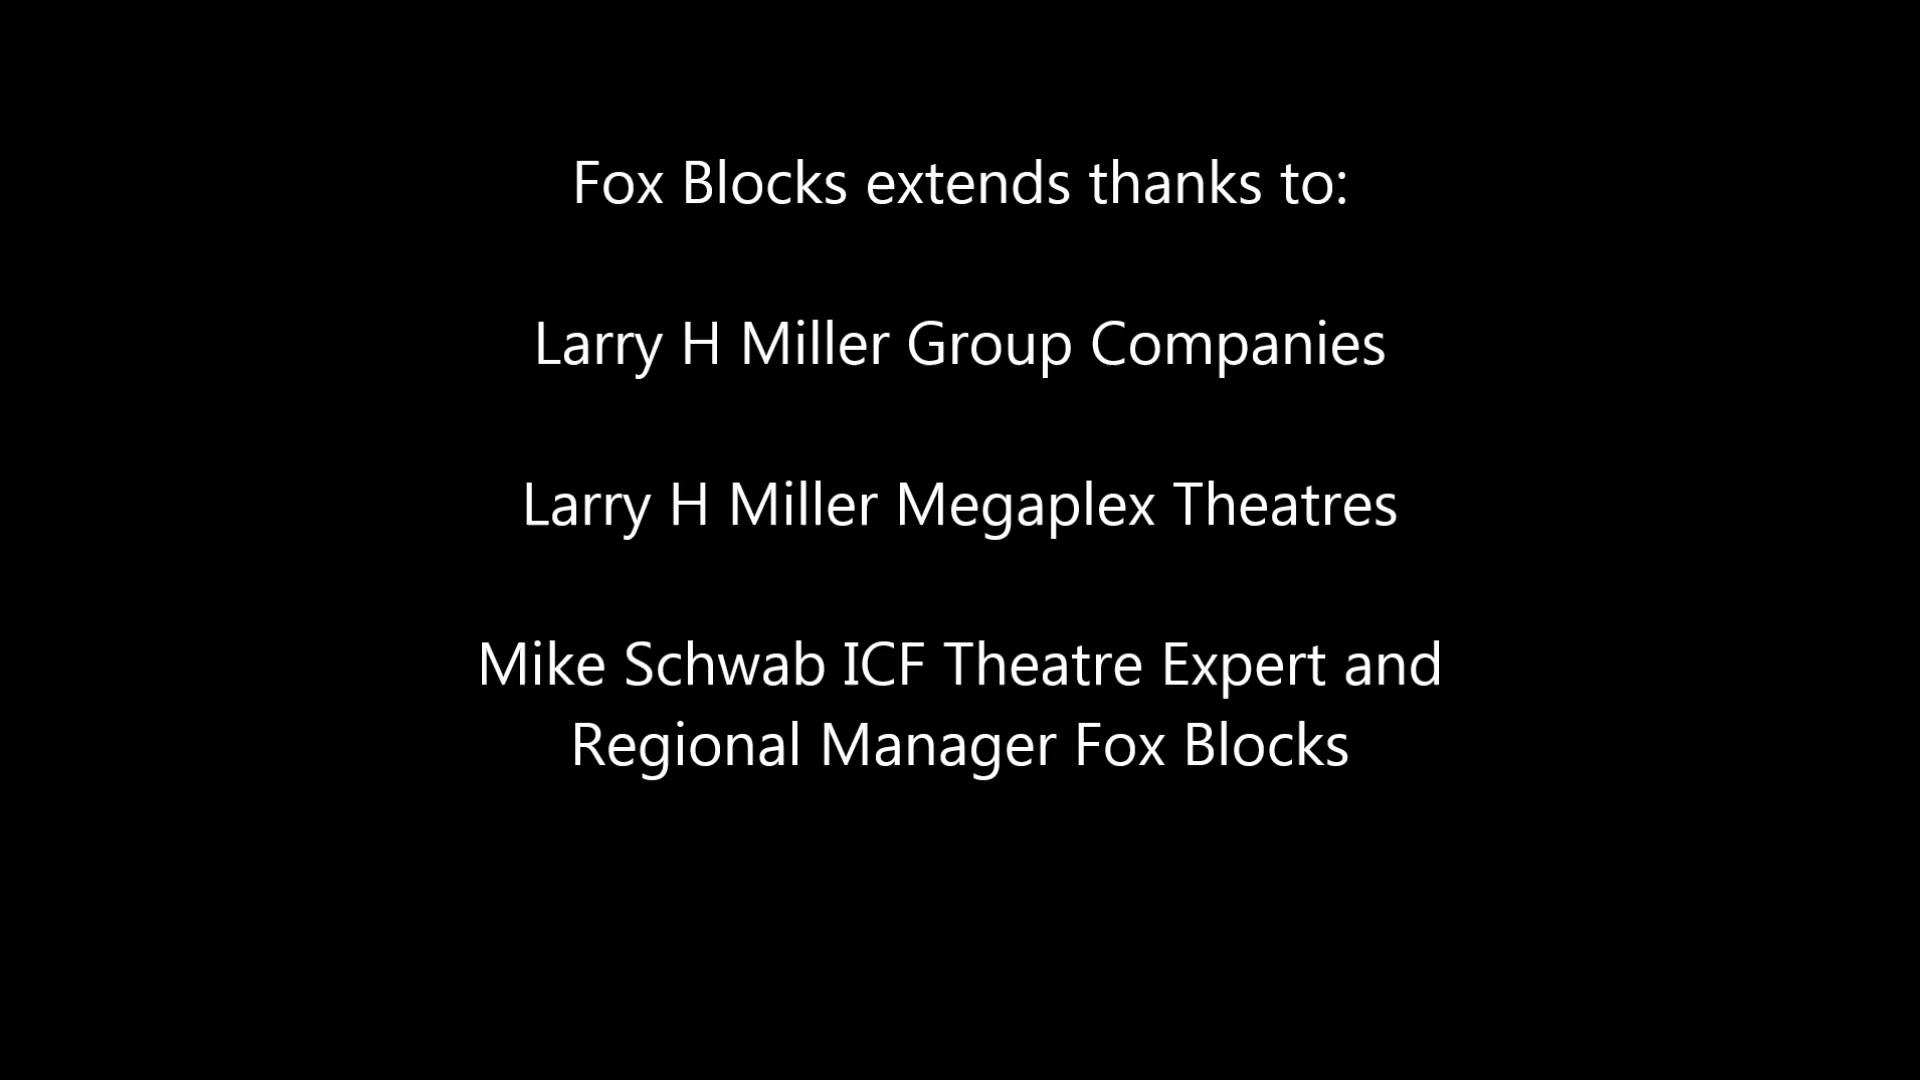 Fox Blocks extends thanks to:
Larry H Miller Group Companies
Larry H Miller Megaplex Theatres
Mike Schwab ICF Theatre Expert and
Regional Manager Fox Blocks